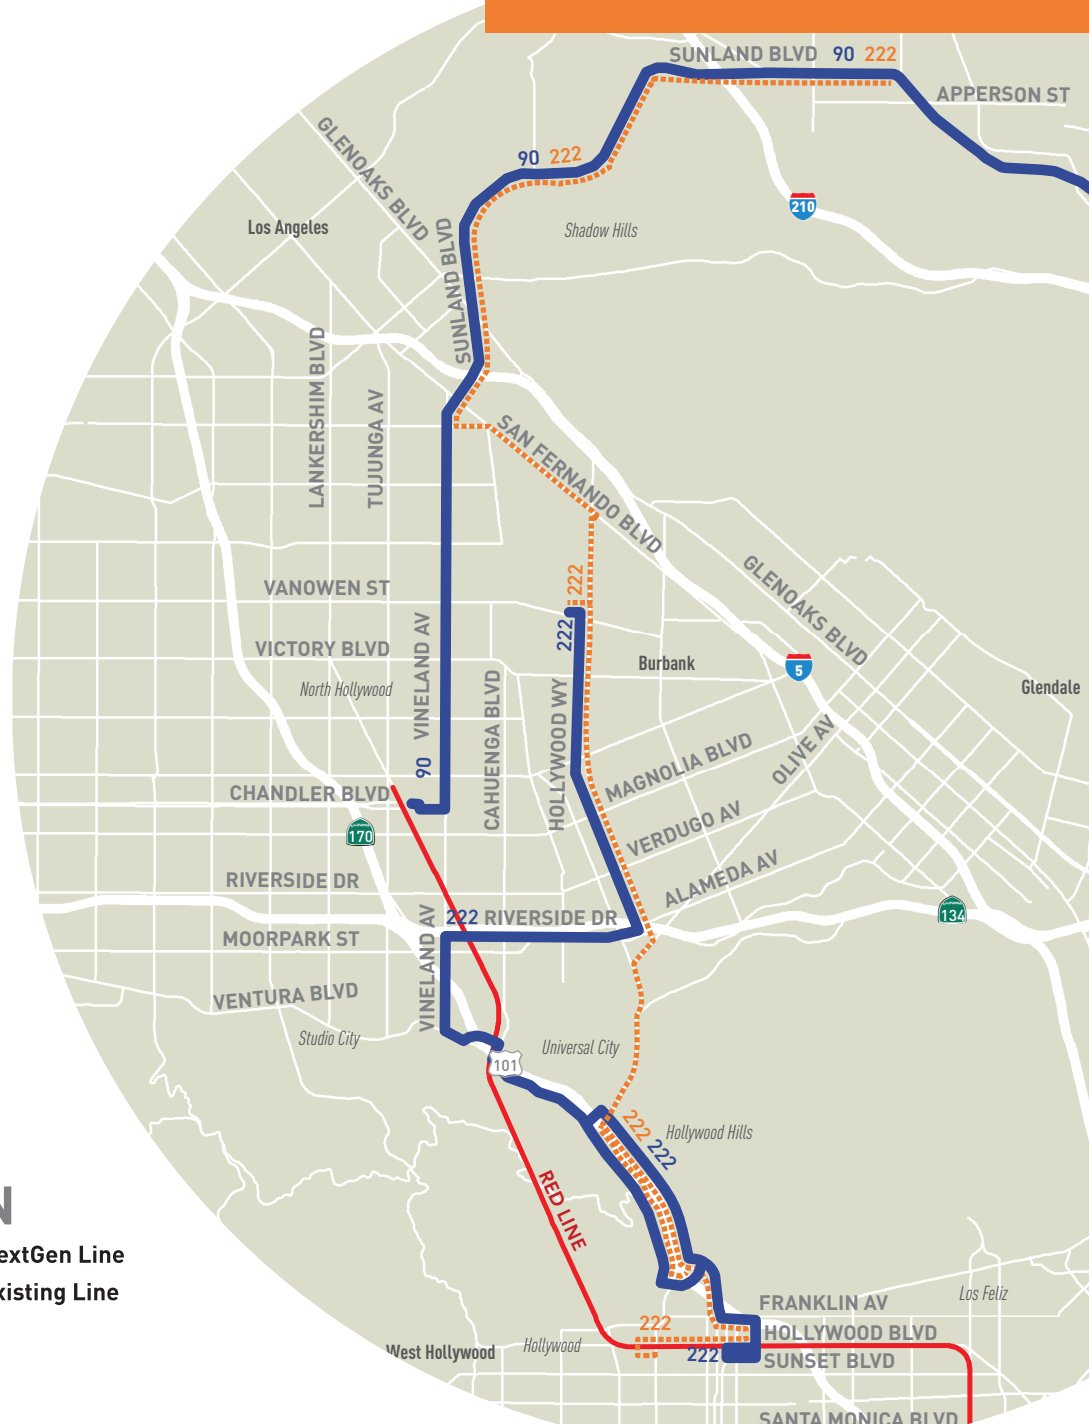 SUNLAND BLVD 90 222
APPERSON ST
GLENOAKS BLVD
90 222
210
Los Angeles
Shadow Hills
SUNLAND BLVD
LANKERSHIM BLVD
TUJUNGA AV
SAN FERNANDO BLVD
GLENOAKS BLVD
VANOWEN ST
222
222
VICTORY BLVD
VINELAND AV
North Hollywood
Burbank
5
Glendale
CAHUENGA BLVD
HOLLYWOOD WY
MAGNOLIA BLVD
OLIVE AV
90
CHANDLER BLVD
170
VERDUGO AV
RIVERSIDE DR
ALAMEDA AV
134
VINELAND AV
222 RIVERSIDE DR
MOORPARK ST
VENTURA BLVD
Studio City
Universal City
101
222
222
Hollywood Hills
RED LINE
N
extGen Line
xisting Line
Los Feliz
FRANKLIN AV
222
HOLLYWOOD BLVD
West Hollywood
Hollywood
222
SUNSET BLVD
SANTA MONICA BLVD